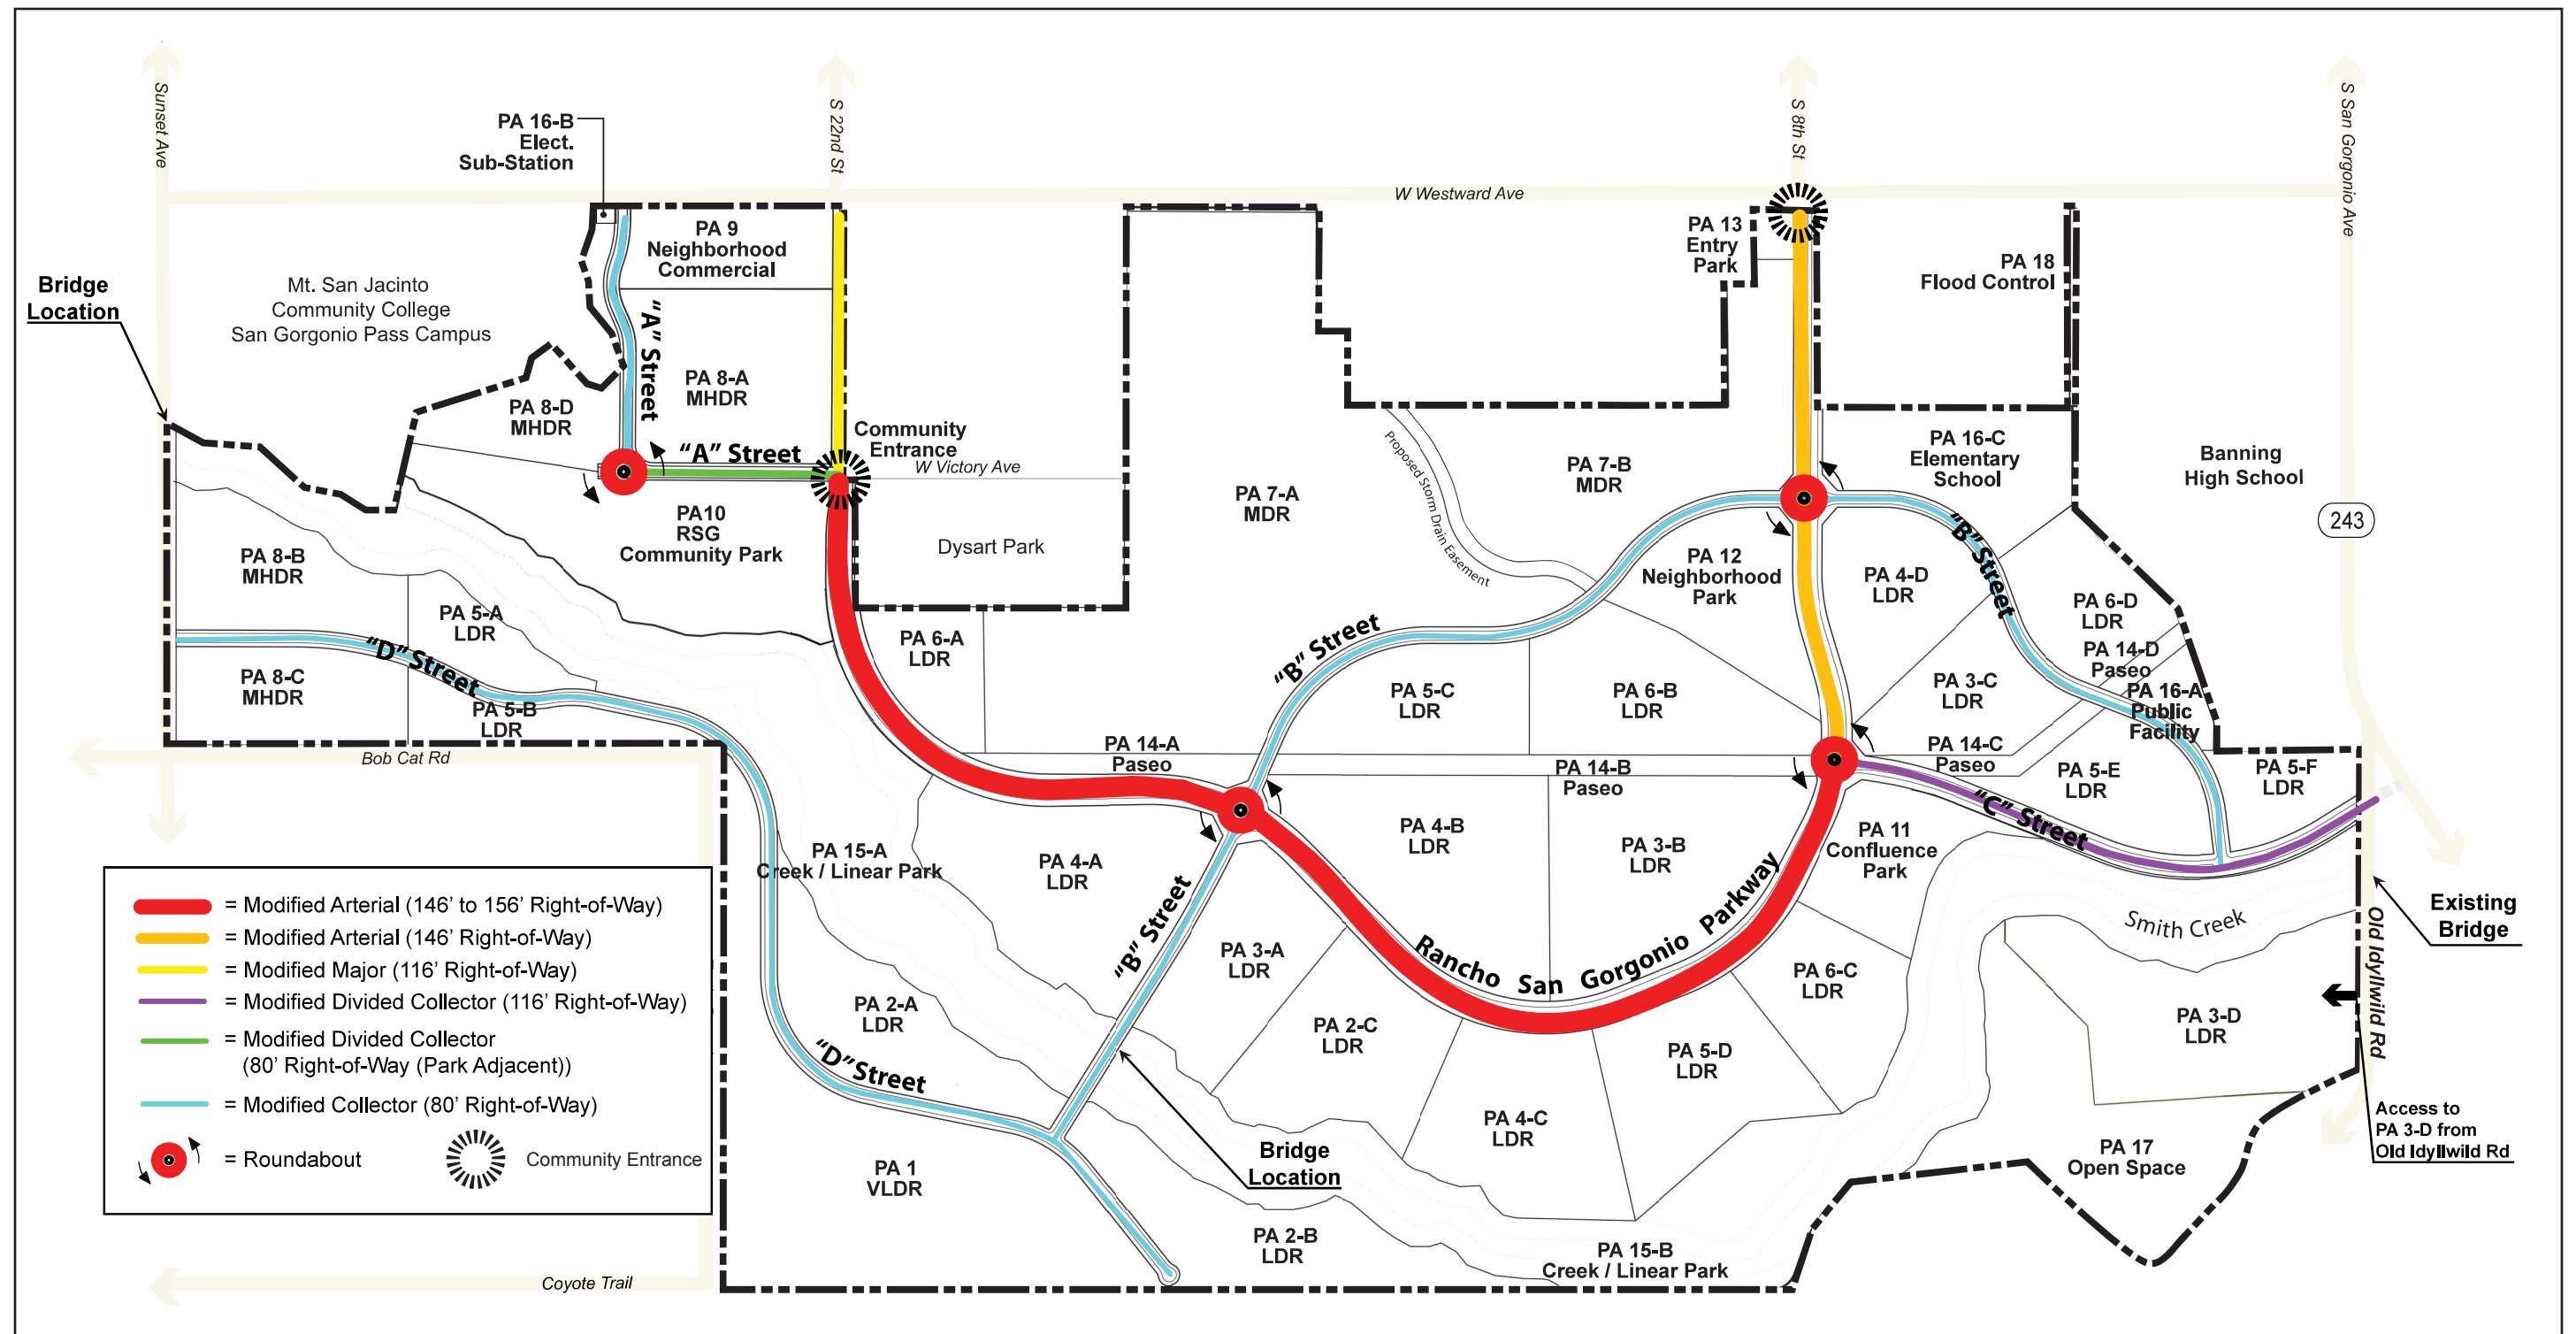 Sunset Ave
S 22nd St
S 8th St
S San Gorgonio Ave
W Westward Ave
PA 16-B
Elect.
Sub-Station
PA 9
Neighborhood
Commercial
PA 13
Entry
Park
PA 18
Flood Control
Bridge
Location
Mt. San Jacinto
Community College
San Gorgonio Pass Campus
"A" Street
PA 8-A
MHDR
PA 8-D
MHDR
"A" Street
Community
Entrance
W Victory Ave
Proposed Storm Drain Easement
PA 7-A
MDR
PA 7-B
MDR
PA 16-C
Elementary
School
Banning
High School
243
PA10
RSG
Community Park
Dysart Park
"B" Street
PA 8-B
MHDR
PA 12
Neighborhood
Park
PA 4-D
LDR
PA 5-A
LDR
PA 6-D
LDR
PA 6-A
LDR
"B" Street
PA 14-D
Paseo
"D" Street
PA 8-C
MHDR
PA 5-B
LDR
PA 5-C
LDR
PA 6-B
LDR
PA 3-C
LDR
PA 16-A
Public
Facility
Bob Cat Rd
PA 14-A
Paseo
PA 14-B
Paseo
PA 14-C
Paseo
PA 5-E
LDR
PA 5-F
LDR
"C" Street
PA 15-A
Creek / Linear Park
PA 4-A
LDR
PA 4-B
LDR
PA 3-B
LDR
PA 11
Confluence
Park
"B" Street
Rancho San Gorgonio Parkway
Smith Creek
Existing
Bridge
Old Idyllwild Rd
PA 3-A
LDR
PA 6-C
LDR
PA 2-A
LDR
PA 2-C
LDR
PA 3-D
LDR
"D" Street
PA 5-D
LDR
PA 4-C
LDR
Access to
PA 3-D from
Old Idyllwild Rd
Bridge
Location
PA 17
Open Space
PA 1
VLDR
PA 2-B
LDR
PA 15-B
Creek / Linear Park
Coyote Trail
= Modified Arterial (146' to 156' Right-of-Way)
= Modified Arterial (146' Right-of-Way)
= Modified Major (116' Right-of-Way)
= Modified Divided Collector (116' Right-of-Way)
= Modified Divided Collector
(80' Right-of-Way (Park Adjacent))
= Modified Collector (80' Right-of-Way)
= Roundabout
Community Entrance